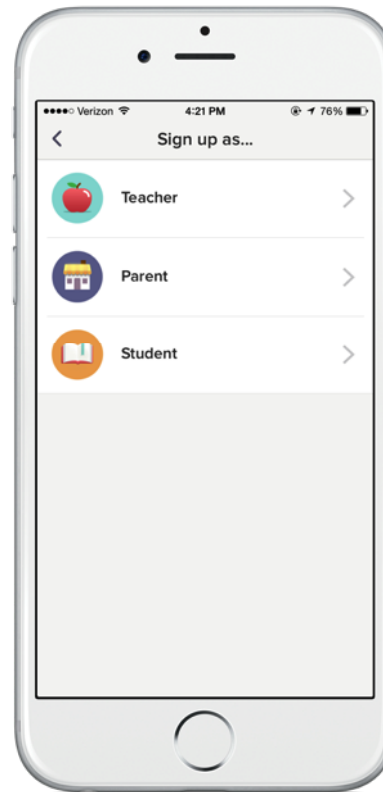 Verizon 4:21 PM 76%
Sign up as...
Teacher
Parent
Student